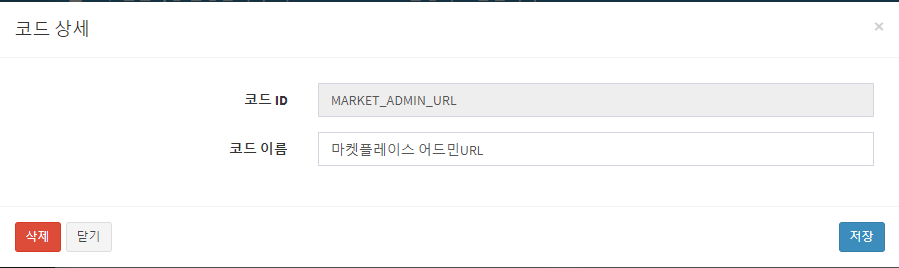 코드 상세
×
코드 ID
MARKET_ADMIN_URL
코드 이름
마켓플레이스 어드민URL
삭제
닫기
저장